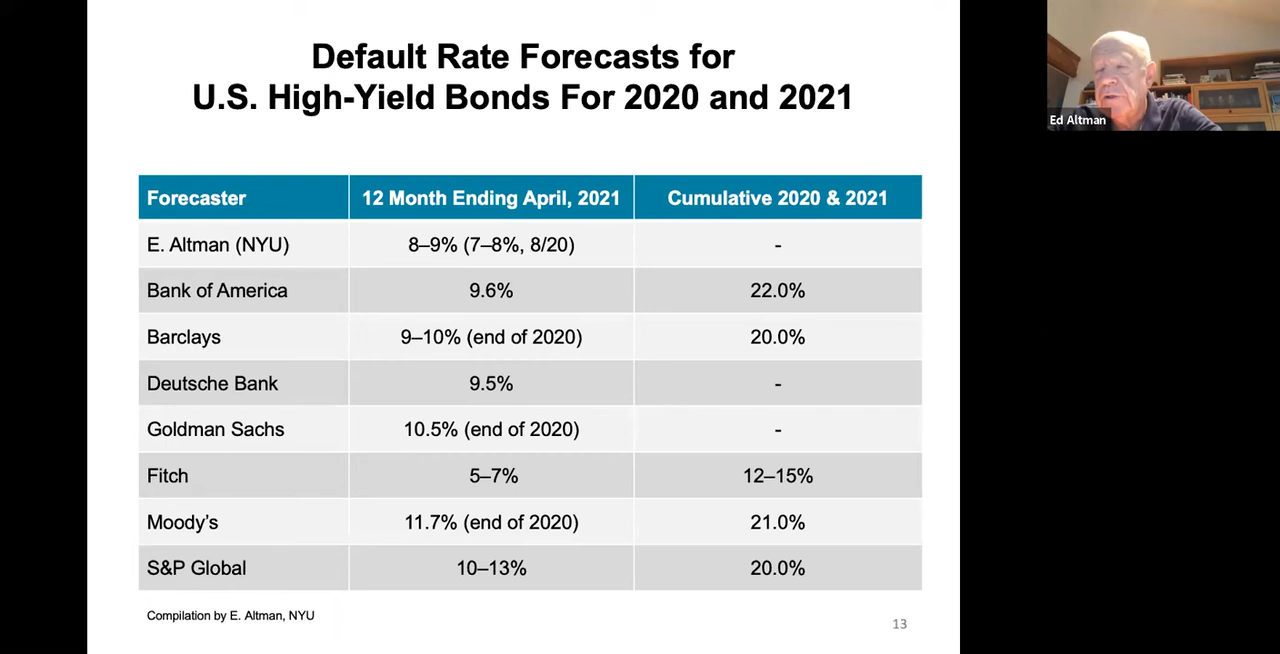 Default Rate Forecasts for
U.S. High-Yield Bonds For 2020 and 2021
Ed Altman
Forecaster 12 Month Ending April, 2021 Cumulative 2020 & 2021
E. Altman (NYU) 8–9% (7–8%, 8/20) -
Bank of America 9.6% 22.0%
Barclays 9–10% (end of 2020) 20.0%
Deutsche Bank 9.5% -
Goldman Sachs 10.5% (end of 2020) -
Fitch 5–7% 12–15%
Moody’s 11.7% (end of 2020) 21.0%
S&P Global 10–13% 20.0%
Compilation by E. Altman, NYU
13